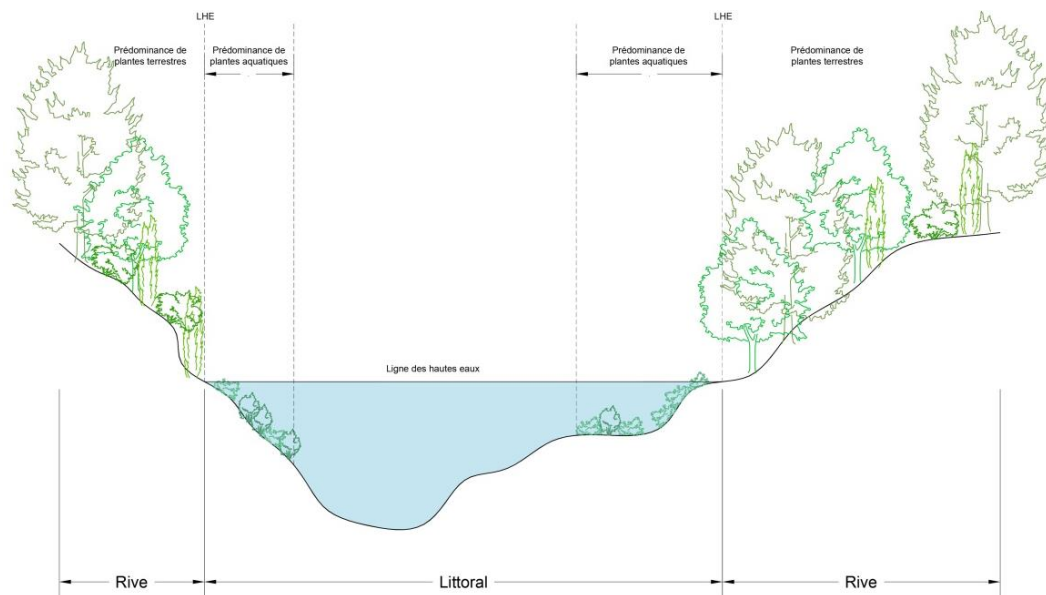 LHE
LHE
Prédominance de
plantes terrestres
Prédominance de
plantes aquatiques
Prédominance de
plantes aquatiques
Prédominance de
plantes terrestres
Ligne des hautes eaux
Rive
Littoral
Rive